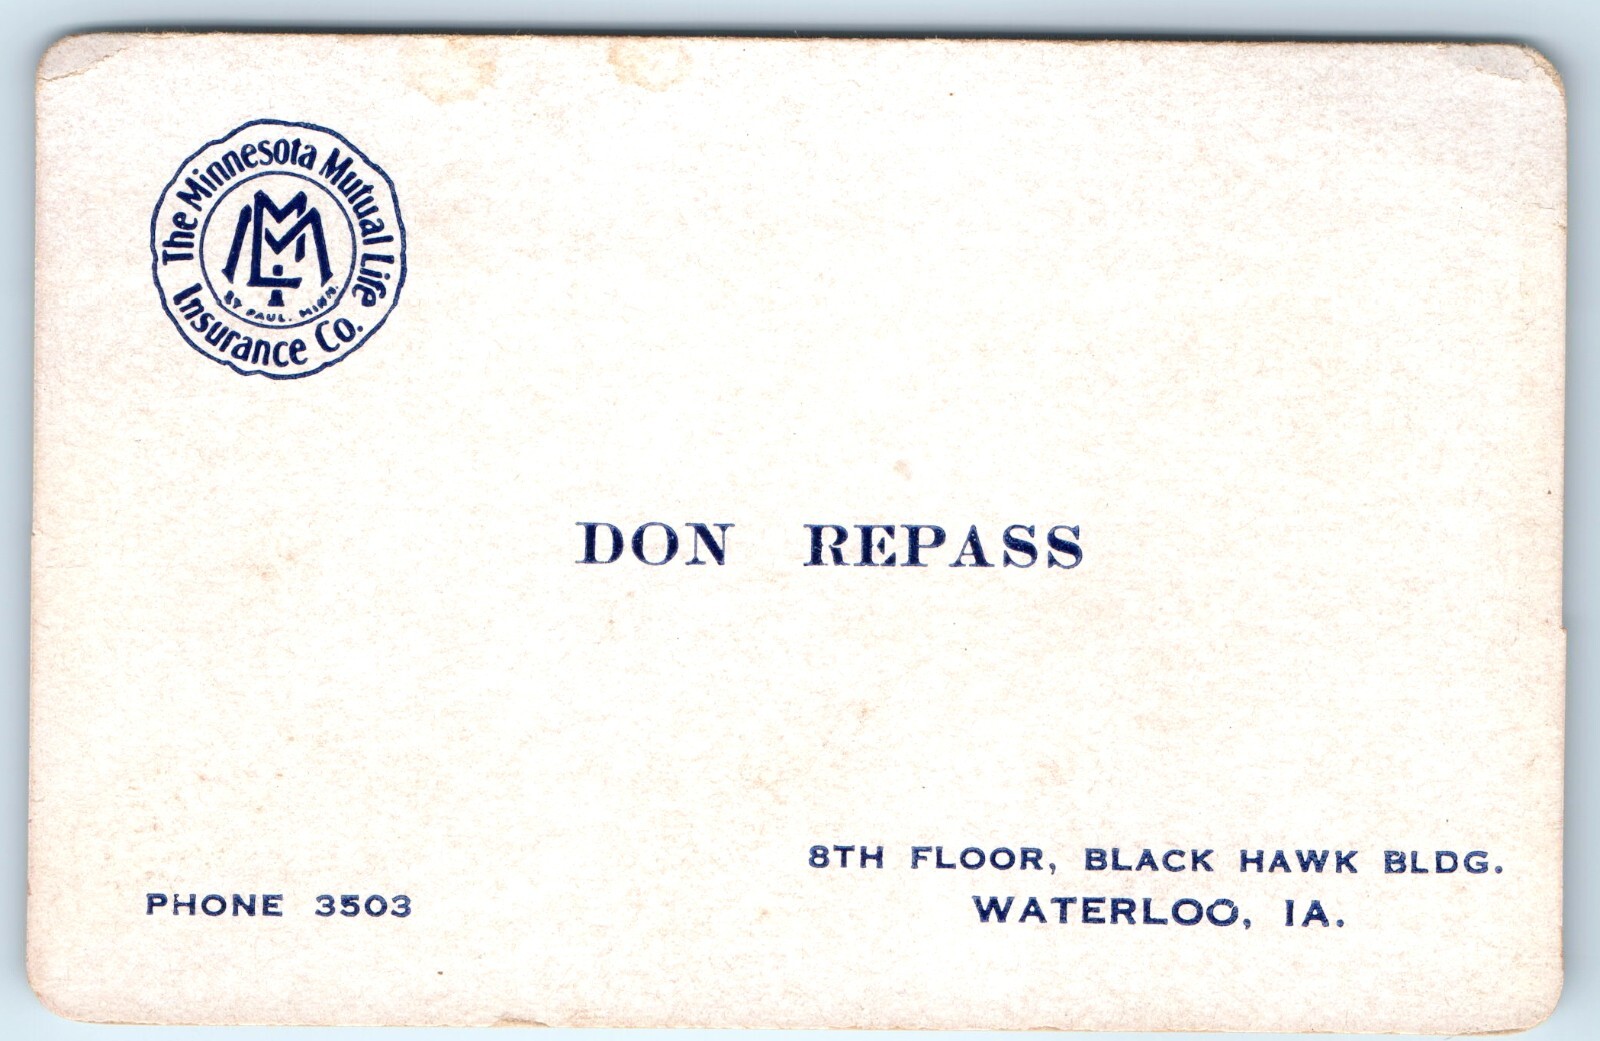 The Minnesota Mutual Life
Insurance Co.
ST. PAUL. MINN.
DON REPASS
PHONE 3503
8TH FLOOR, BLACK HAWK BLDG.
WATERLOO, IA.